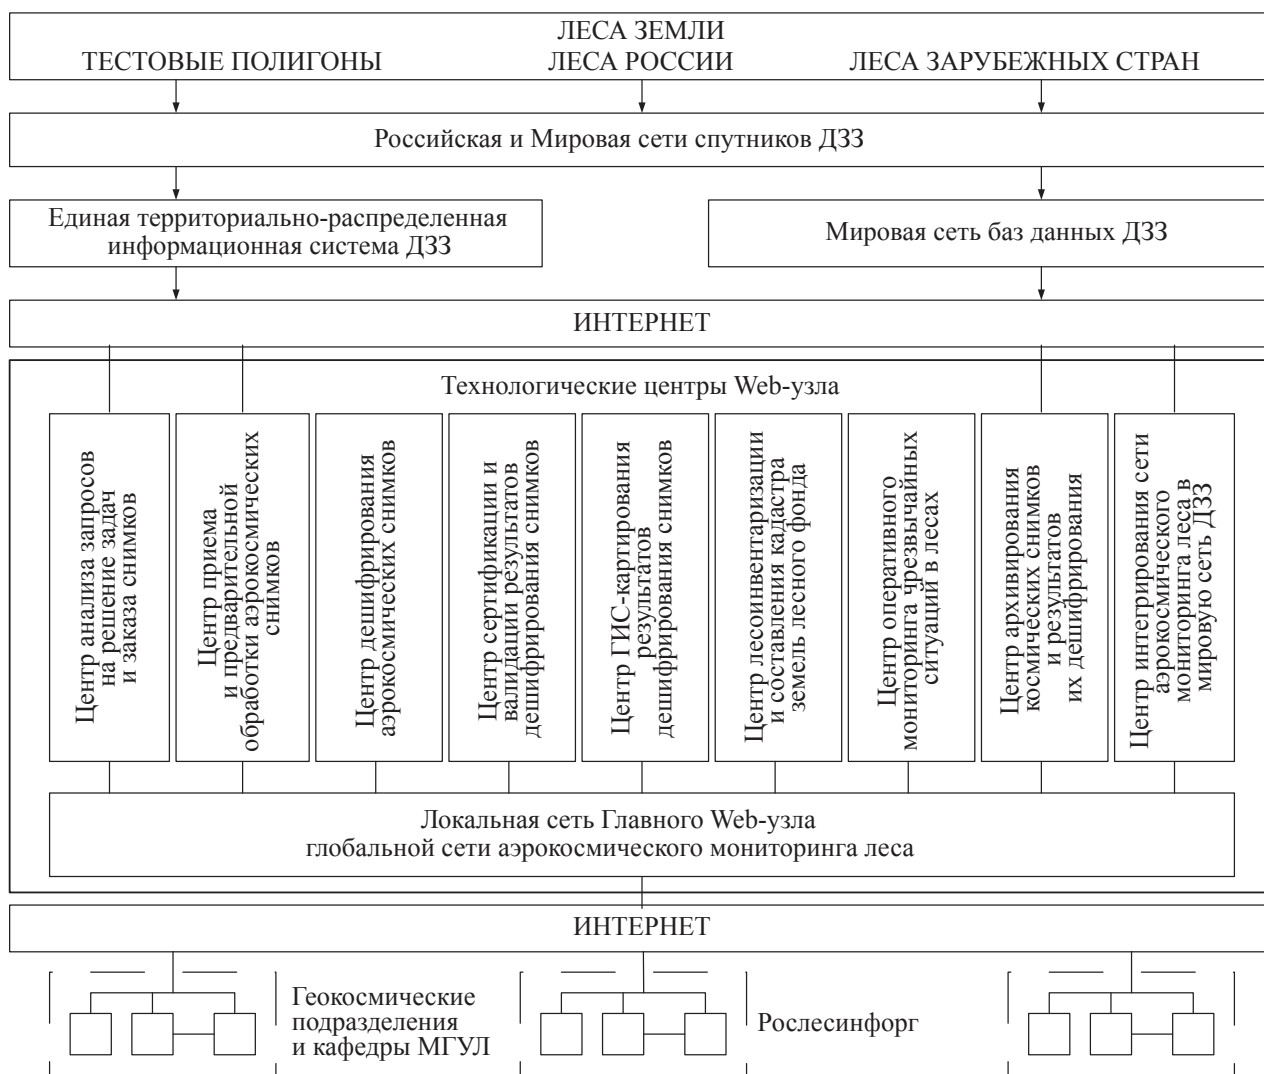 ЛЕСА ЗЕМЛИ
ТЕСТОВЫЕ ПОЛИГОНЫ ЛЕСА РОССИИ ЛЕСА ЗАРУБЕЖНЫХ СТРАН
Российская и Мировая сети спутников ДЗЗ
Единая территориально-распределенная
информационная система ДЗЗ
Мировая сеть баз данных ДЗЗ
ИНТЕРНЕТ
Технологические центры Web-узла
Центр анализа запросов
на решение задач
и заказа снимков
Центр приема
и предварительной
обработки аэрокосмических
снимков
Центр дешифрирования
аэрокосмических снимков
Центр сертификации и
валидации результатов
дешифрирования снимков
Центр ГИС-картирования
результатов
дешифрирования снимков
Центр лесоинвентаризации
и составления кадастра
земель лесного фонда
Центр оперативного
мониторинга чрезвычайных
ситуаций в лесах
Центр архивирования
космических снимков
и результатов
их дешифрирования
Центр интегрирования сети
аэрокосмического
мониторинга леса в
мировую сеть ДЗЗ
Локальная сеть Главного Web-узла
глобальной сети аэрокосмического мониторинга леса
ИНТЕРНЕТ
Геокосмические
подразделения
и кафедры МГУЛ
Рослесинфорг